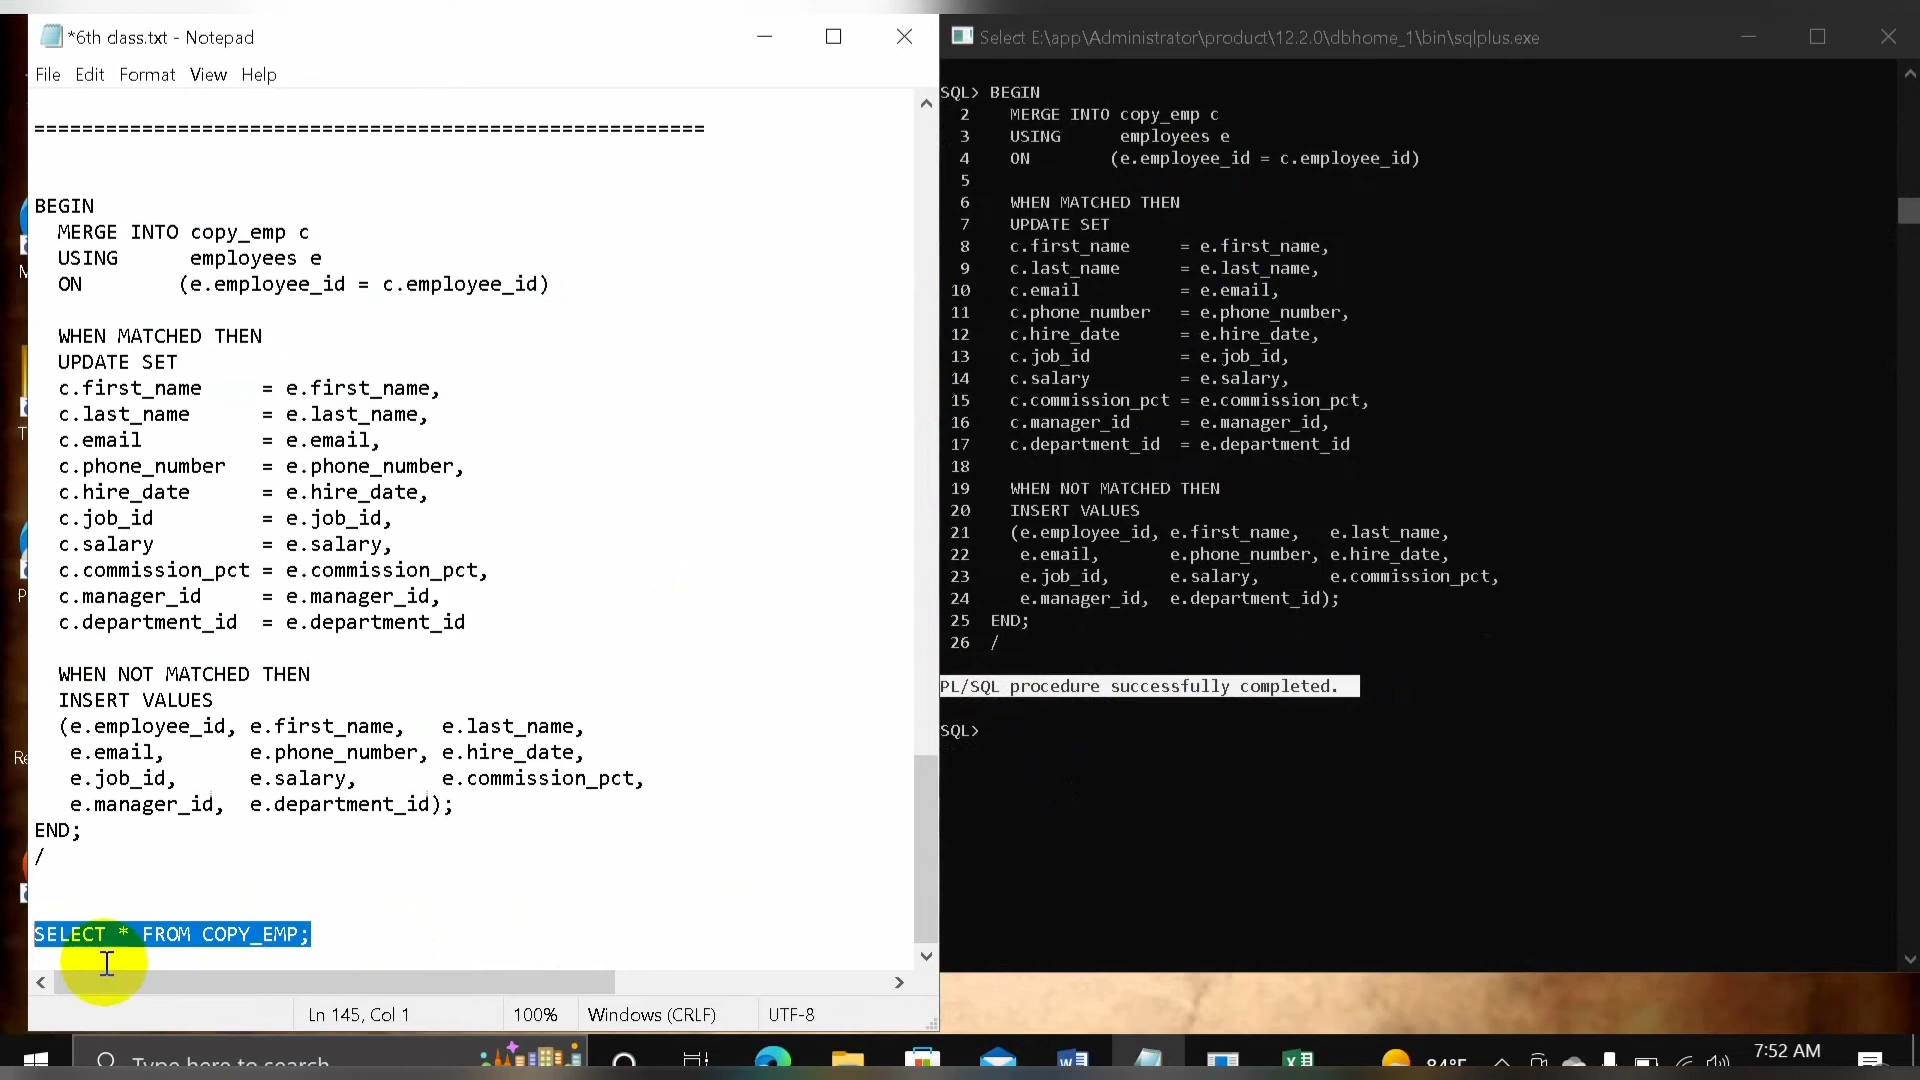 *6th class.txt - Notepad
File Edit Format View Help
=========================================================
BEGIN
MERGE INTO copy_emp c
USING employees e
ON (e.employee_id = c.employee_id)
WHEN MATCHED THEN
UPDATE SET
c.first_name = e.first_name,
c.last_name = e.last_name,
c.email = e.email,
c.phone_number = e.phone_number,
c.hire_date = e.hire_date,
c.job_id = e.job_id,
c.salary = e.salary,
c.commission_pct = e.commission_pct,
c.manager_id = e.manager_id,
c.department_id = e.department_id
WHEN NOT MATCHED THEN
INSERT VALUES
(e.employee_id, e.first_name, e.last_name,
e.email, e.phone_number, e.hire_date,
e.job_id, e.salary, e.commission_pct,
e.manager_id, e.department_id);
END;
/
SELECT * FROM COPY_EMP;
Ln 145, Col 1 100% Windows (CRLF) UTF-8
Select E:\app\Administrator\product\12.2.0\dbhome_1\bin\sqlplus.exe
SQL> BEGIN
2 MERGE INTO copy_emp c
3 USING employees e
4 ON (e.employee_id = c.employee_id)
5
6 WHEN MATCHED THEN
7 UPDATE SET
8 c.first_name = e.first_name,
9 c.last_name = e.last_name,
10 c.email = e.email,
11 c.phone_number = e.phone_number,
12 c.hire_date = e.hire_date,
13 c.job_id = e.job_id,
14 c.salary = e.salary,
15 c.commission_pct = e.commission_pct,
16 c.manager_id = e.manager_id,
17 c.department_id = e.department_id
18
19 WHEN NOT MATCHED THEN
20 INSERT VALUES
21 (e.employee_id, e.first_name, e.last_name,
22 e.email, e.phone_number, e.hire_date,
23 e.job_id, e.salary, e.commission_pct,
24 e.manager_id, e.department_id);
25 END;
26 /
PL/SQL procedure successfully completed.
SQL>
Type here to search
84°F
7:52 AM